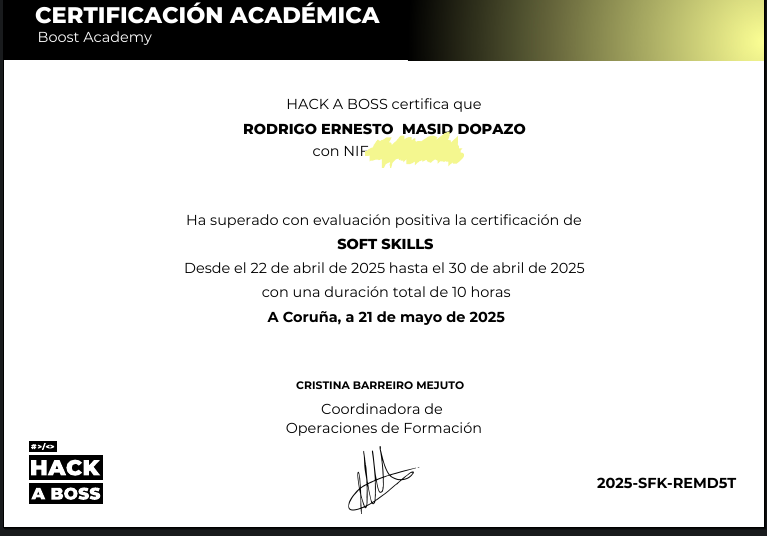 CERTIFICACIÓN ACADÉMICA
Boost Academy
HACK A BOSS certifica que
RODRIGO ERNESTO MASID DOPAZO
con NIF
Ha superado con evaluación positiva la certificación de
SOFT SKILLS
Desde el 22 de abril de 2025 hasta el 30 de abril de 2025
con una duración total de 10 horas
A Coruña, a 21 de mayo de 2025
CRISTINA BARREIRO MEJUTO
Coordinadora de
Operaciones de Formación
#>/<>
HACK
A BOSS
2025-SFK-REMD5T